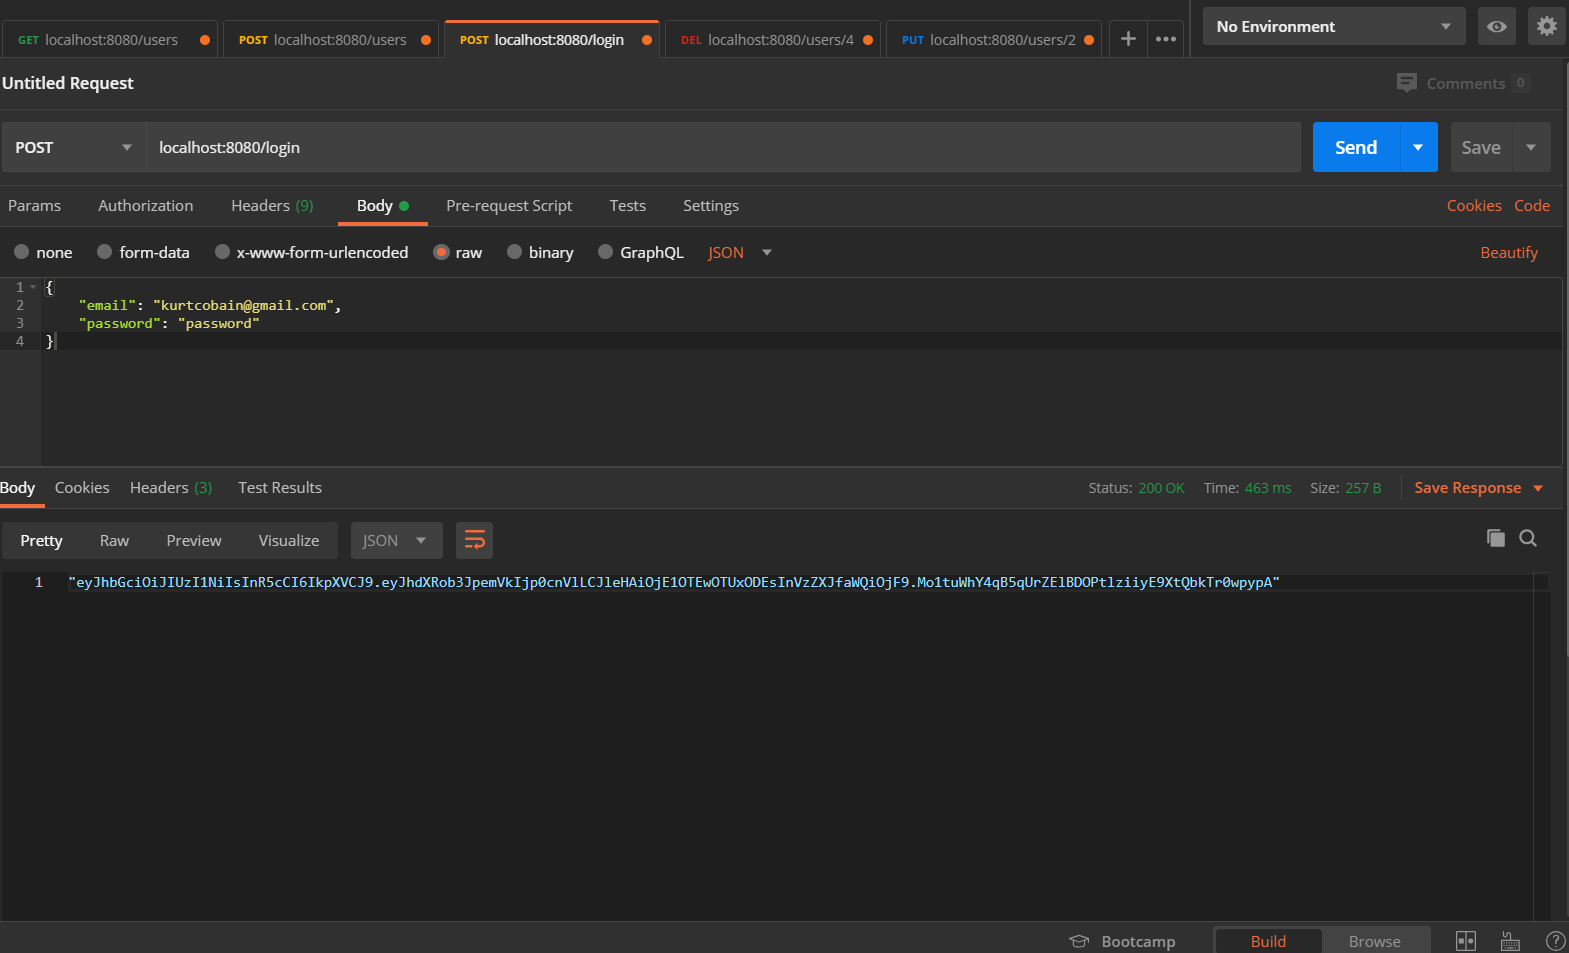 GET localhost:8080/users POST localhost:8080/users POST localhost:8080/login DEL localhost:8080/users/4 PUT localhost:8080/users/2 No Environment
Untitled Request Comments 0
POST localhost:8080/login Send Save
Params Authorization Headers (9) Body Pre-request Script Tests Settings Cookies Code
none form-data x-www-form-urlencoded raw binary GraphQL JSON Beautify
1 {
2 "email": "kurtcobain@gmail.com",
3 "password": "password"
4 }
Body Cookies Headers (3) Test Results Status: 200 OK Time: 463 ms Size: 257 B Save Response
Pretty Raw Preview Visualize JSON
1 "eyJhbGciOiJIUzI1NiIsInR5cCI6IkpXVCJ9.eyJhdXRob3JpemVkIjp0cnVlLCJleHAiOjE1OTEwOTUxODEsInVzZXJfaWQiOjF9.Mo1tuWhY4qB5qUrZElBDOPtlziiyE9XtQbkTr0wpypA"
Bootcamp Build Browse